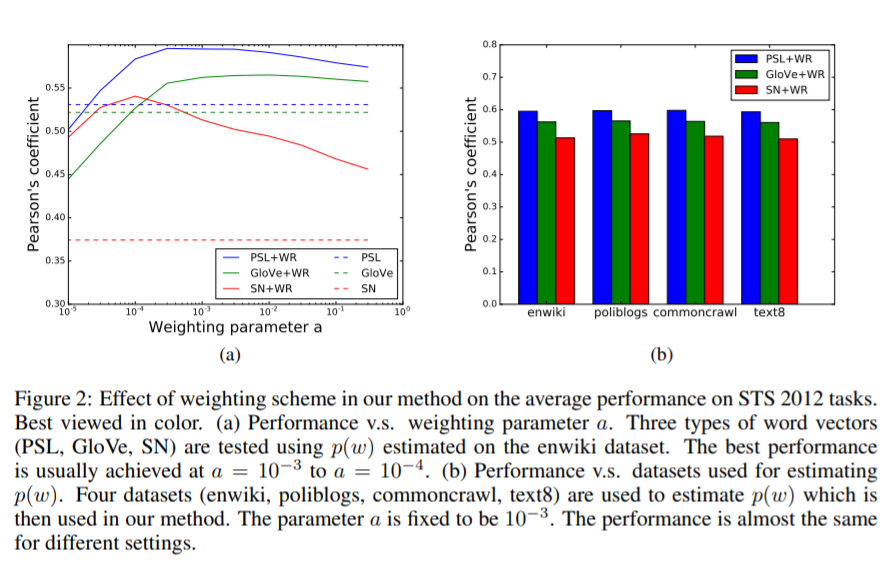 0.55
0.50
0.45
0.40
0.35
0.30
Pearson's coefficient
PSL+WR
GloVe+WR
SN+WR
PSL
GloVe
SN
10⁻⁵
10⁻⁴
10⁻³
10⁻²
10⁻¹
10⁰
Weighting parameter a
(a)
0.8
0.7
0.6
0.5
0.4
0.3
0.2
0.1
0.0
Pearson's coefficient
PSL+WR
GloVe+WR
SN+WR
enwiki
poliblogs
commoncrawl
text8
(b)
Figure 2: Effect of weighting scheme in our method on the average performance on STS 2012 tasks.
Best viewed in color. (a) Performance v.s. weighting parameter a. Three types of word vectors
(PSL, GloVe, SN) are tested using p(w) estimated on the enwiki dataset. The best performance
is usually achieved at a = 10⁻³ to a = 10⁻⁴. (b) Performance v.s. datasets used for estimating
p(w). Four datasets (enwiki, poliblogs, commoncrawl, text8) are used to estimate p(w) which is
then used in our method. The parameter a is fixed to be 10⁻³. The performance is almost the same
for different settings.